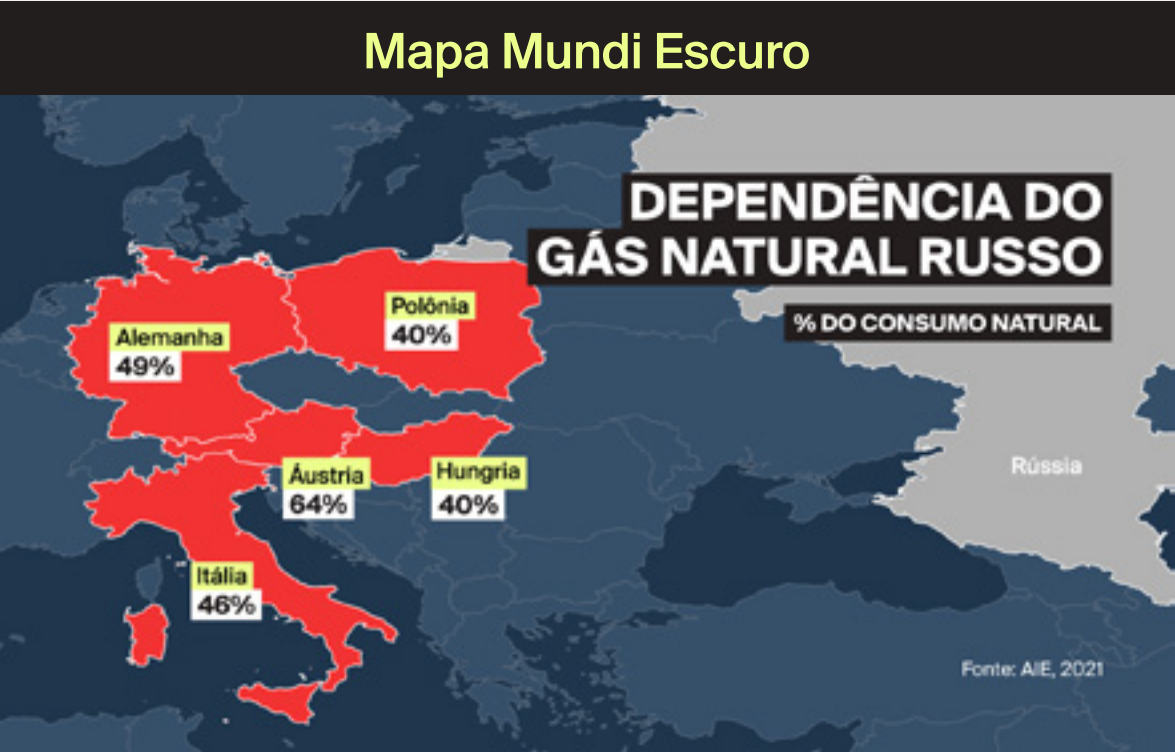 Mapa Mundi Escuro
DEPENDÊNCIA DO
GÁS NATURAL RUSSO
% DO CONSUMO NATURAL
Polônia
40%
Alemanha
49%
Áustria
64%
Hungria
40%
Rússia
Itália
46%
Fonte: AIE, 2021